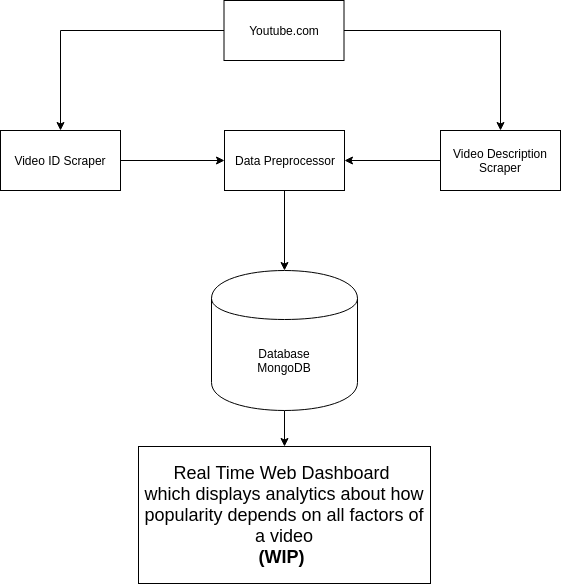 Youtube.com
Video ID Scraper
Data Preprocessor
Video Description
Scraper
Database
MongoDB
Real Time Web Dashboard
which displays analytics about how
popularity depends on all factors of
a video
(WIP)